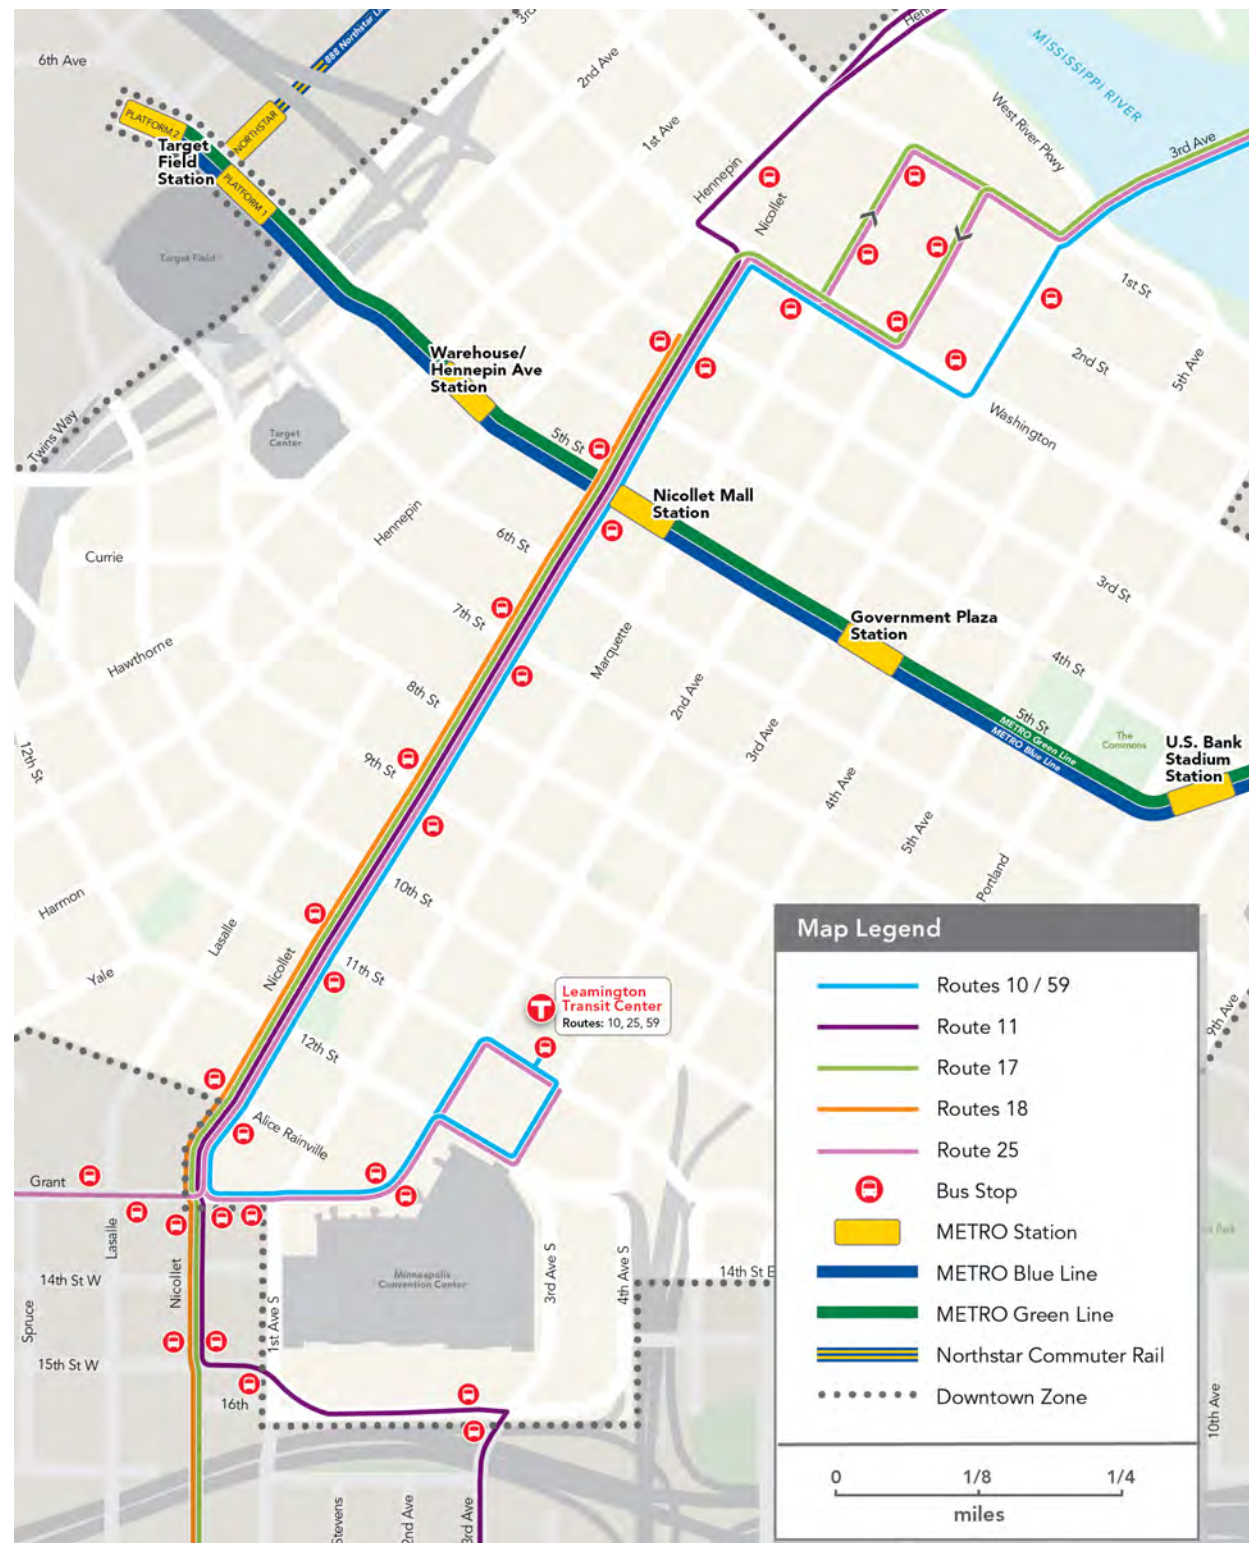 6th Ave
3rd
2nd Ave
1st Ave
888 Northstar
MISSISSIPPI RIVER
West River Pkwy
3rd Ave
PLATFORM 2
NORTHSTAR
Target
Field
Station
PLATFORM 1
Target Field
Hennepin
Nicollet
1st St
2nd St
5th Ave
Washington
Warehouse/
Hennepin Ave
Station
Twins Way
Target
Center
5th St
Nicollet Mall
Station
Hennepin
6th St
Currie
3rd St
7th St
Government Plaza
Station
Hawthorne
Marquette
4th St
8th St
2nd Ave
5th St
METRO Green Line
METRO Blue Line
The
Commons
U.S. Bank
Stadium
Station
12th St
9th St
3rd Ave
4th Ave
5th Ave
Portland
10th St
Harmon
Lasalle
Yale
Nicollet
11th St
Leamington
Transit Center
Routes: 10, 25, 59
12th St
9th Ave
Alice Rainville
Grant
Lasalle
Nicollet
14th St W
Spruce
15th St W
16th
1st Ave S
Minneapolis
Convention Center
3rd Ave S
4th Ave S
14th St E
Stevens
2nd Ave
3rd Ave
10th Ave
Map Legend
Routes 10 / 59
Route 11
Route 17
Routes 18
Route 25
Bus Stop
METRO Station
METRO Blue Line
METRO Green Line
Northstar Commuter Rail
Downtown Zone
0 1/8 1/4
miles